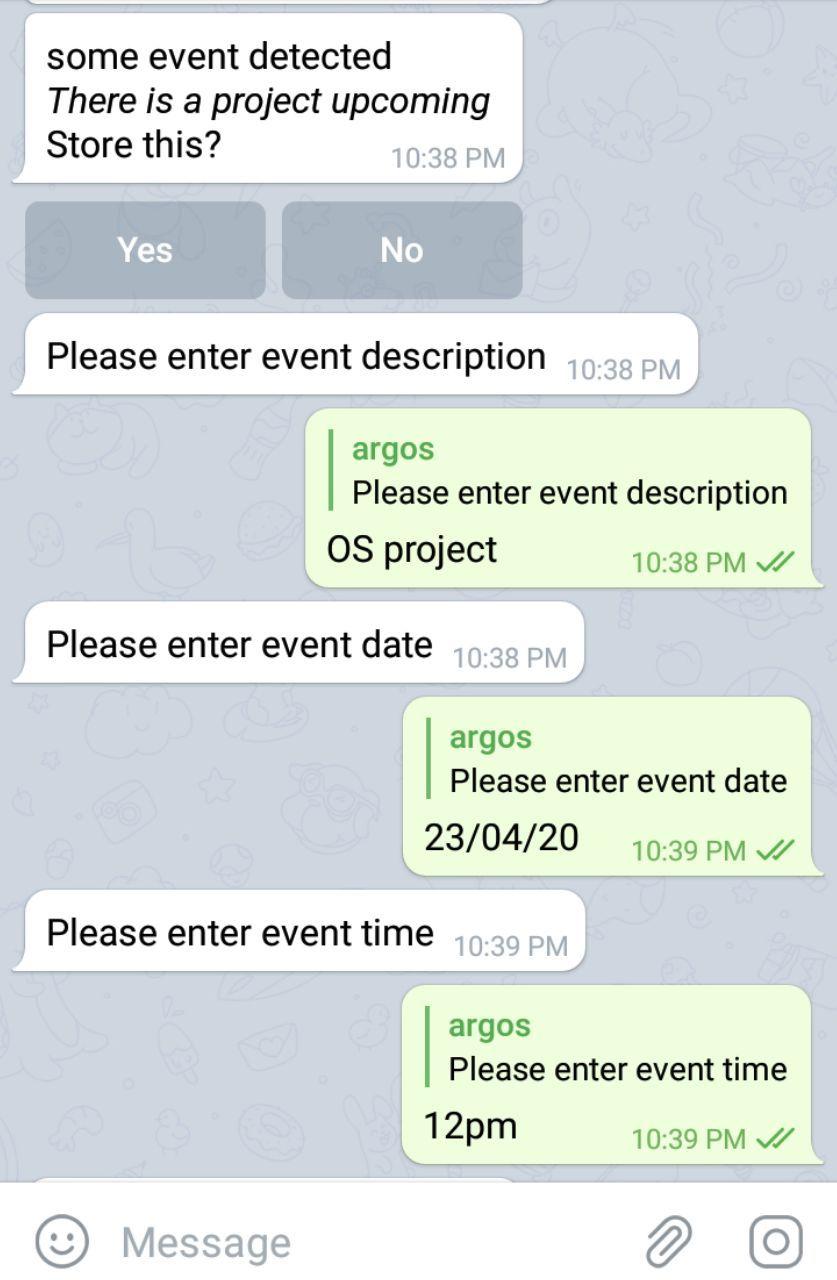 some event detected
There is a project upcoming
Store this?
10:38 PM
Yes
No
Please enter event description
10:38 PM
argos
Please enter event description
OS project
10:38 PM
Please enter event date
10:38 PM
argos
Please enter event date
23/04/20
10:39 PM
Please enter event time
10:39 PM
argos
Please enter event time
12pm
10:39 PM
Message